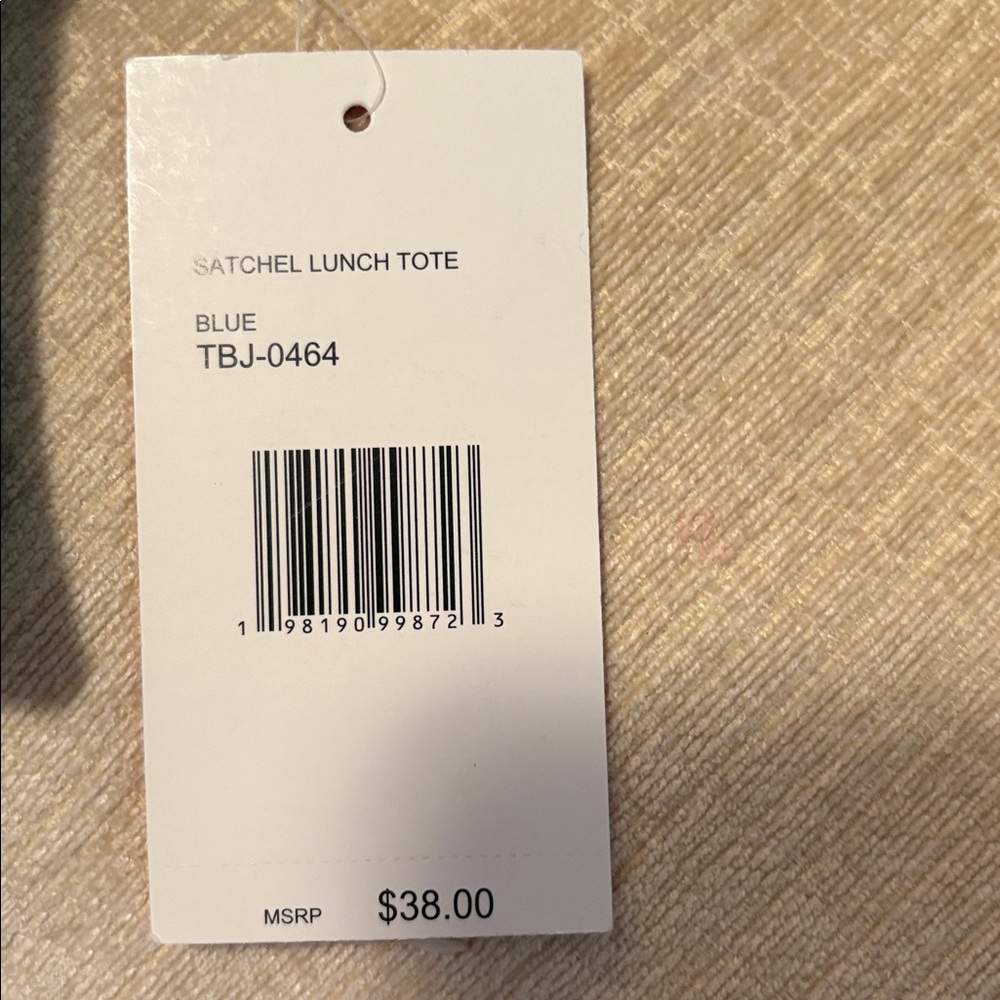 SATCHEL LUNCH TOTE
BLUE
TBJ-0464
1 98190 99872 3
MSRP $38.00